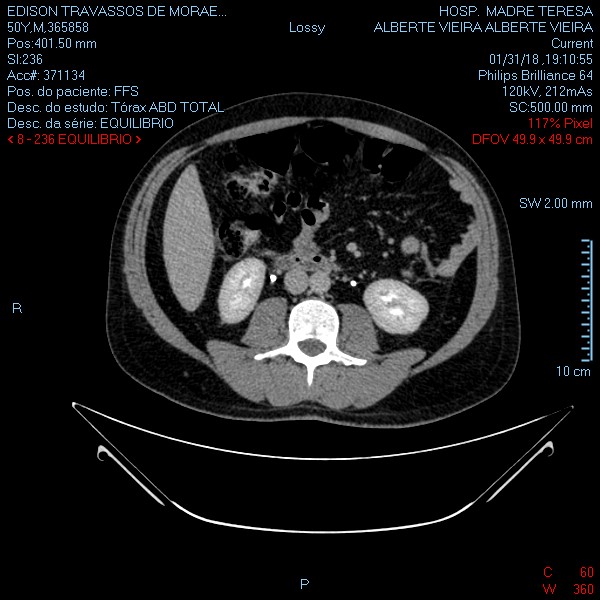 EDISON TRAVASSOS DE MORAE...
50Y,M,365858
Pos:401.50 mm
Sl:236
Acc#: 371134
Pos. do paciente: FFS
Desc. do estudo: Tórax ABD TOTAL
Desc. da série: EQUILIBRIO
< 8 - 236 EQUILIBRIO >
Lossy
HOSP. MADRE TERESA
ALBERTE VIEIRA ALBERTE VIEIRA
Current
01/31/18 ,19:10:55
Philips Brilliance 64
120kV, 212mAs
SC:500.00 mm
117% Pixel
DFOV 49.9 x 49.9 cm
SW 2.00 mm
R
10 cm
P
C 60
W 360